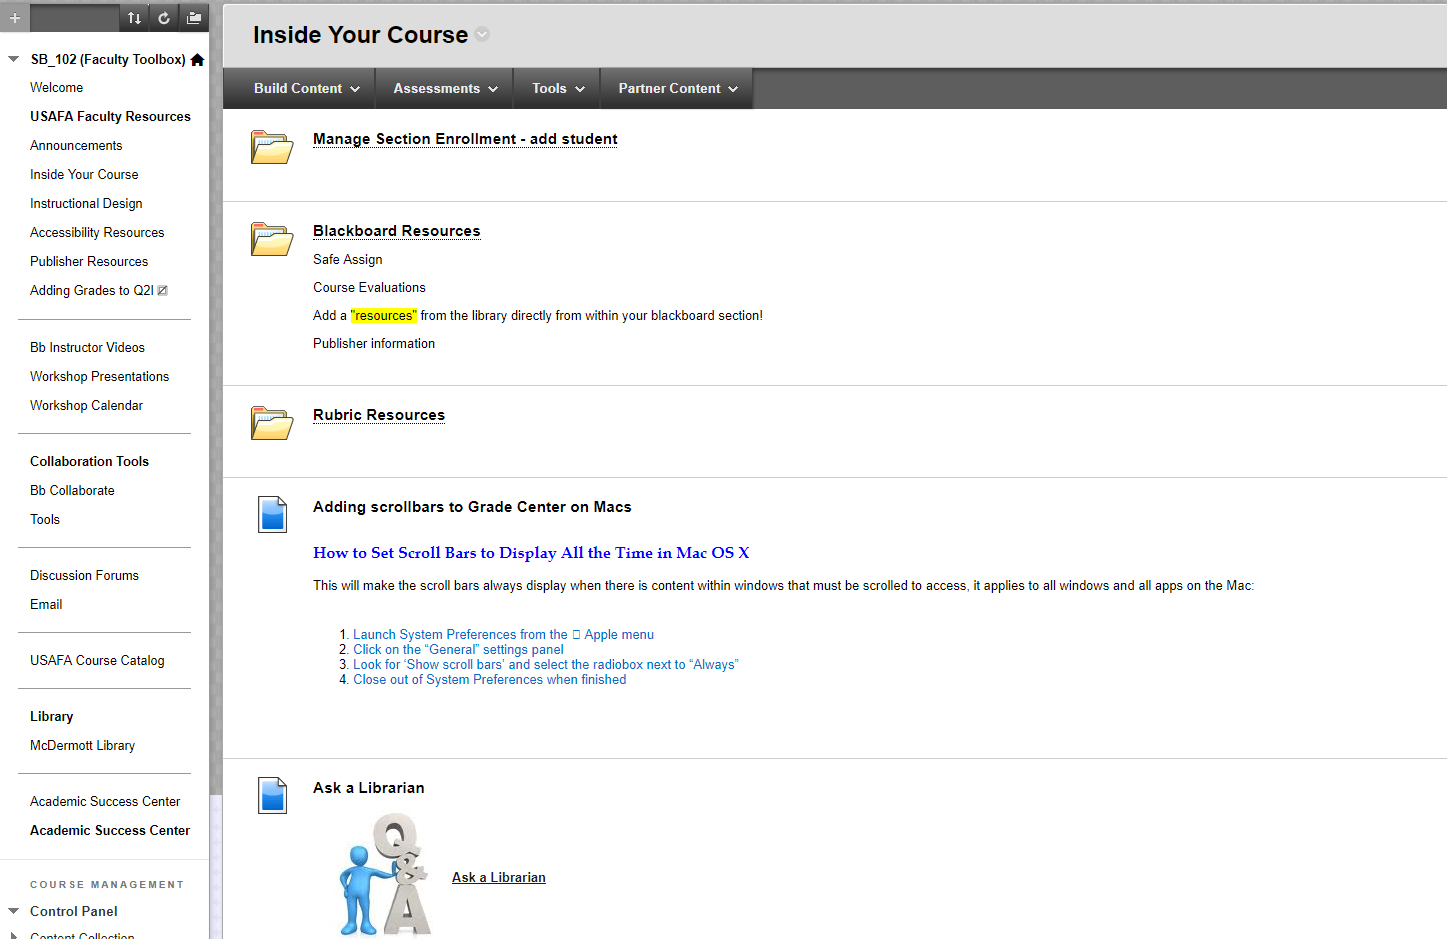 SB_102 (Faculty Toolbox)
Welcome
USAFA Faculty Resources
Announcements
Inside Your Course
Instructional Design
Accessibility Resources
Publisher Resources
Adding Grades to Q2I
Bb Instructor Videos
Workshop Presentations
Workshop Calendar
Collaboration Tools
Bb Collaborate
Tools
Discussion Forums
Email
USAFA Course Catalog
Library
McDermott Library
Academic Success Center
Academic Success Center
COURSE MANAGEMENT
Control Panel
Content Collection
Inside Your Course
Build Content
Assessments
Tools
Partner Content
Manage Section Enrollment - add student
Blackboard Resources
Safe Assign
Course Evaluations
Add a "resources" from the library directly from within your blackboard section!
Publisher information
Rubric Resources
Adding scrollbars to Grade Center on Macs
How to Set Scroll Bars to Display All the Time in Mac OS X
This will make the scroll bars always display when there is content within windows that must be scrolled to access, it applies to all windows and all apps on the Mac:
1. Launch System Preferences from the  Apple menu
2. Click on the “General” settings panel
3. Look for ‘Show scroll bars’ and select the radiobox next to “Always”
4. Close out of System Preferences when finished
Ask a Librarian
Q&A
Ask a Librarian